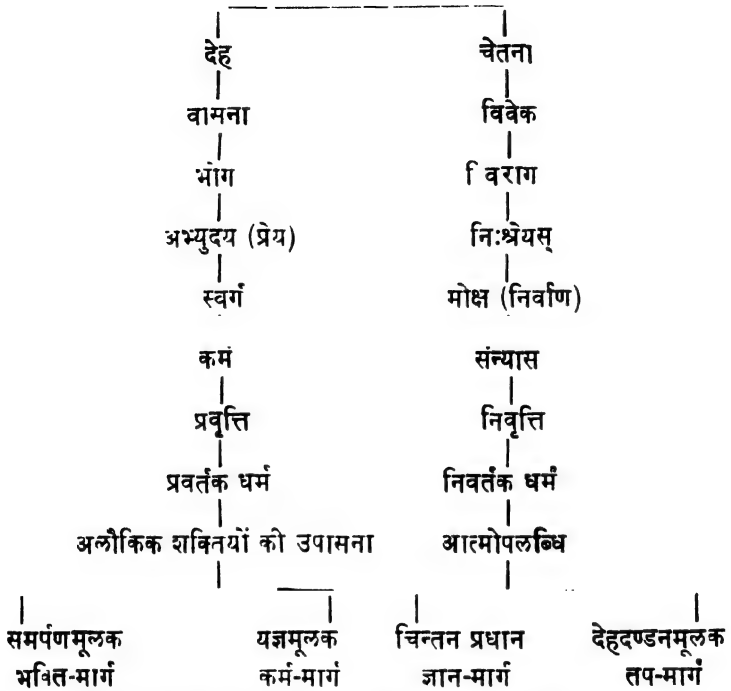 देह चेतना
वासना विवेक
भोग विराग
अभ्युदय (प्रेय) निःश्रेयस्
स्वर्ग मोक्ष (निर्वाण)
कर्म संन्यास
प्रवृत्ति निवृत्ति
प्रवर्तक धर्म निवर्तक धर्म
अलौकिक शक्तियों की उपासना आत्मोपलब्धि
समर्पणमूलक यज्ञमूलक चिन्तन प्रधान देहदण्डनमूलक
भक्ति-मार्ग कर्म-मार्ग ज्ञान-मार्ग तप-मार्ग